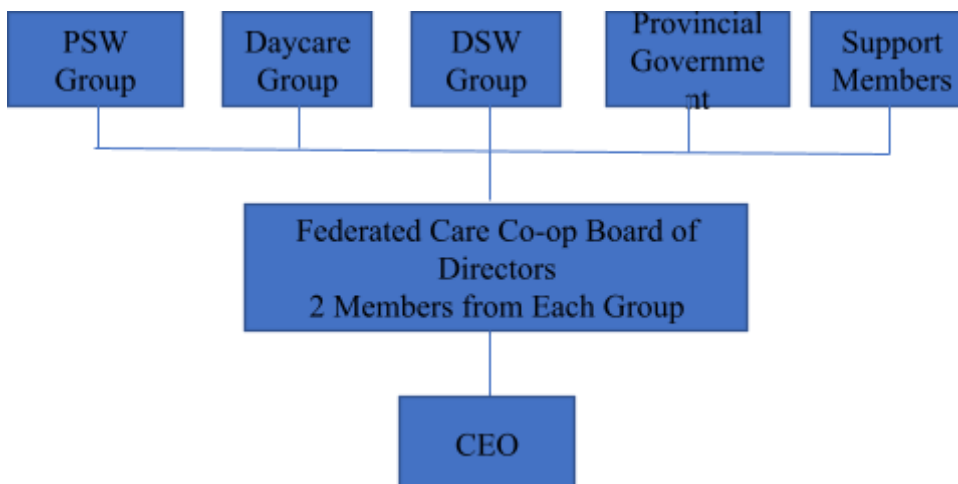 PSW
Group
Daycare
Group
DSW
Group
Provincial
Governme
nt
Support
Members
Federated Care Co-op Board of
Directors
2 Members from Each Group
CEO